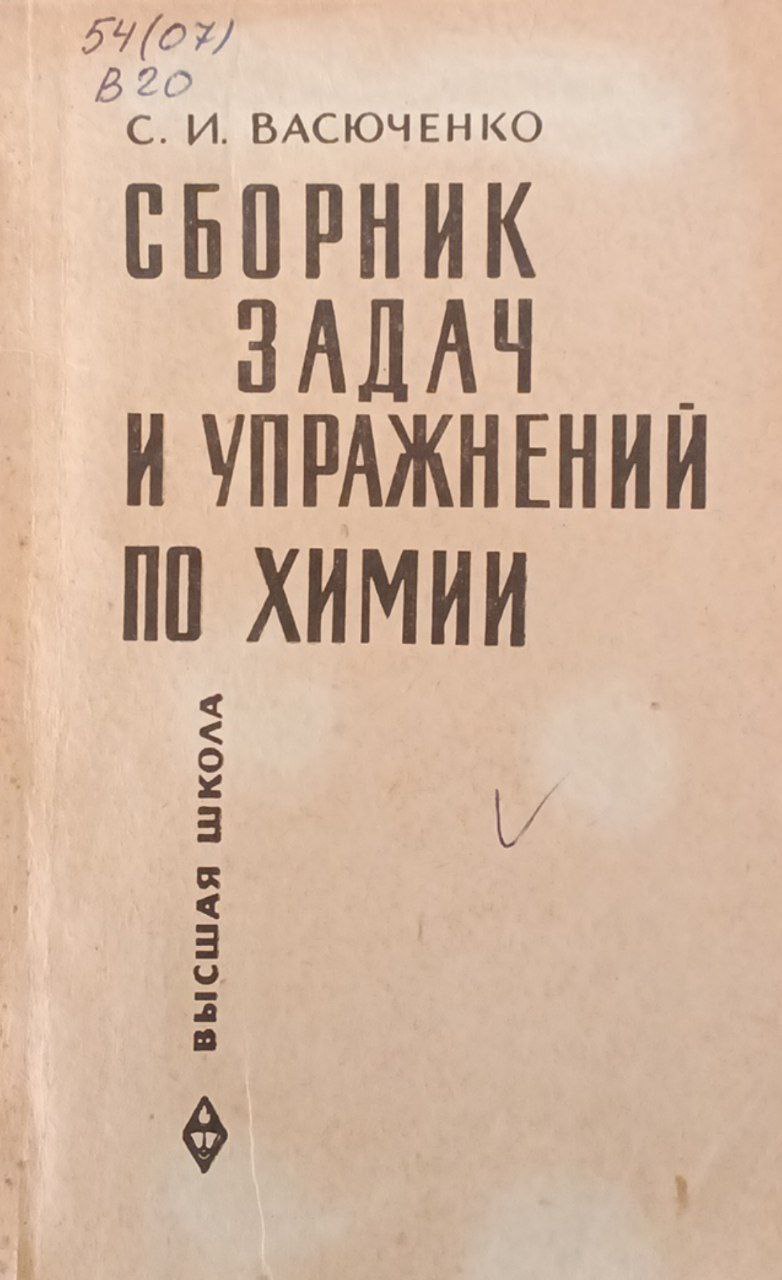 54(07)
В20
С. И. ВАСЮЧЕНКО
СБОРНИК
ЗАДАЧ
И УПРАЖНЕНИЙ
ПО ХИМИИ
ВЫСШАЯ ШКОЛА